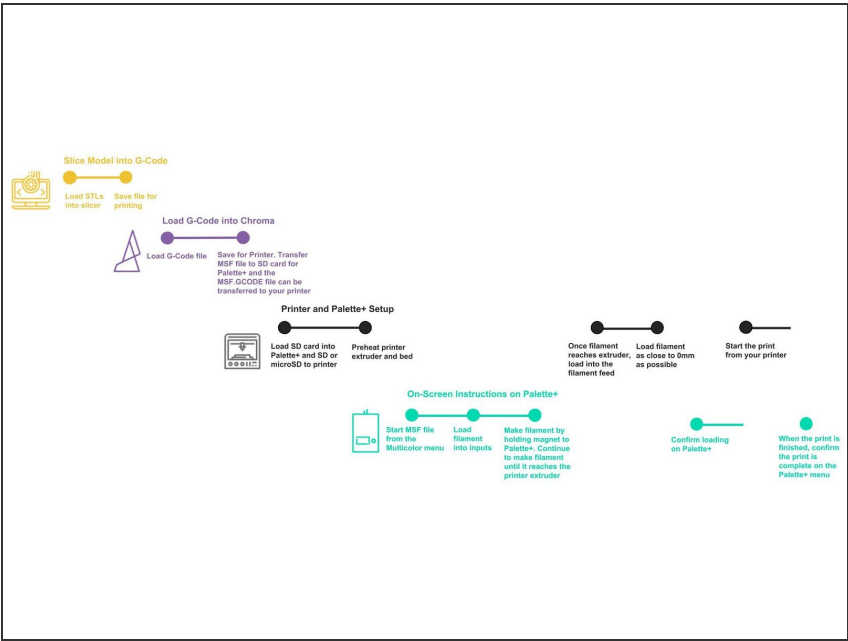 Slice Model into G-Code
Load STLs
into slicer
Save file for
printing
Load G-Code into Chroma
Load G-Code file
Save for Printer. Transfer
MSF file to SD card for
Palette+ and the
MSF.GCODE file can be
transferred to your printer
Printer and Palette+ Setup
Load SD card into
Palette+ and SD or
microSD to printer
Preheat printer
extruder and bed
Once filament
reaches extruder,
load into the
filament feed
Load filament
as close to 0mm
as possible
Start the print
from your printer
On-Screen Instructions on Palette+
Start MSF file
from the
Multicolor menu
Load
filament
into inputs
Make filament by
holding magnet to
Palette+. Continue
to make filament
until it reaches the
printer extruder
Confirm loading
on Palette+
When the print is
finished, confirm
the print is
complete on the
Palette+ menu